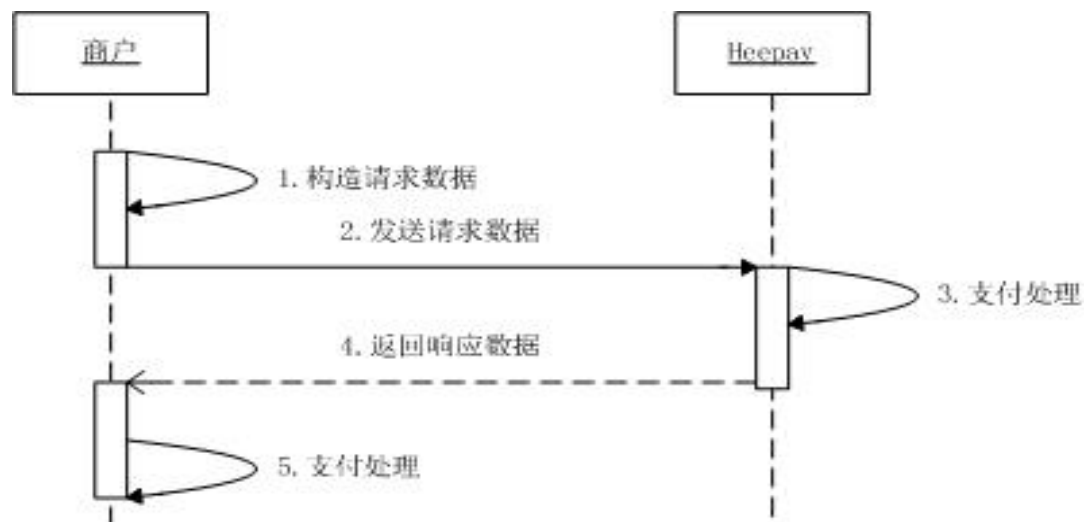 商户
Heepay
1.构造请求数据
2.发送请求数据
3.支付处理
4.返回响应数据
5.支付处理